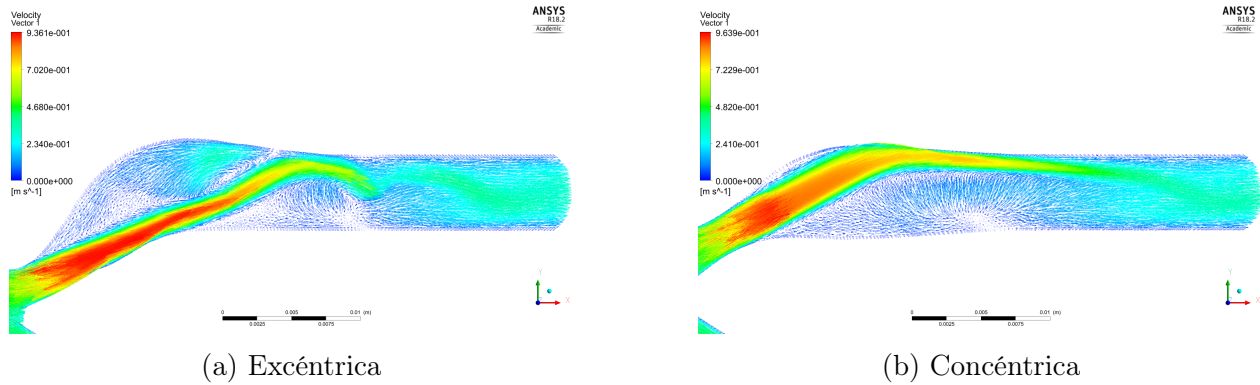 Velocity
Vector 1
9.361e-001
7.020e-001
4.680e-001
2.340e-001
0.000e+000
[m s^-1]
ANSYS
R18.2
Academic
Y
X
0
0.005
0.01
(m)
0.0025
0.0075
(a) Excéntrica
Velocity
Vector 1
9.639e-001
7.229e-001
4.820e-001
2.410e-001
0.000e+000
[m s^-1]
ANSYS
R18.2
Academic
Y
X
0
0.005
0.01 (m)
0.0025
0.0075
(b) Concéntrica